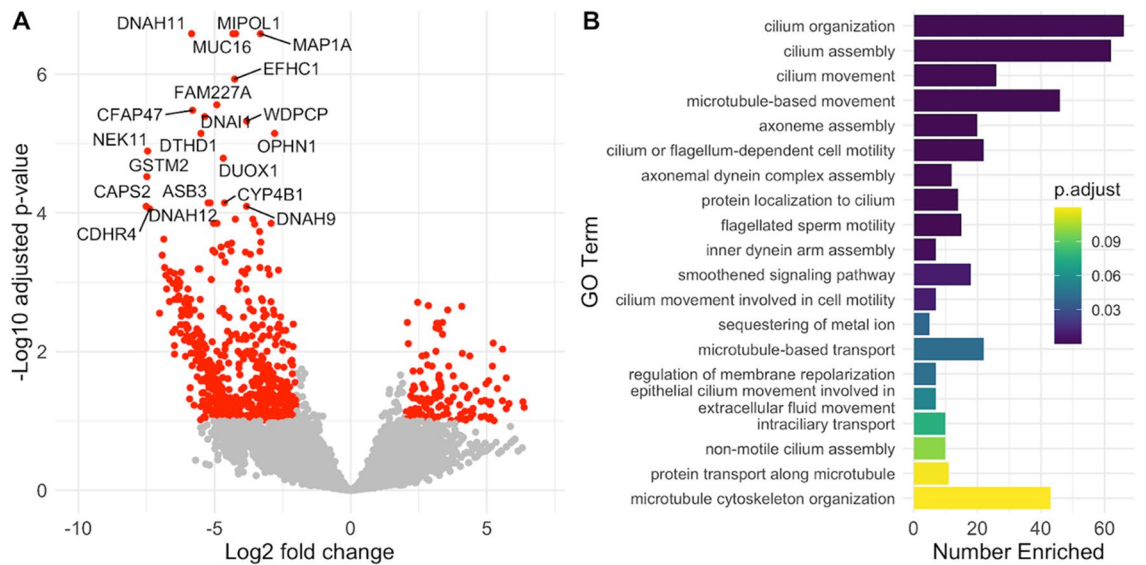 A
DNAH11
MIPOL1
MUC16
MAP1A
EFHC1
FAM227A
CFAP47
DNAI1
WDPCP
NEK11
DTHD1
OPHN1
GSTM2
DUOX1
CAPS2
ASB3
CYP4B1
DNAH12
DNAH9
CDHR4
-Log10 adjusted p-value
6
4
2
0
-10
-5
0
5
Log2 fold change
B
GO Term
cilium organization
cilium assembly
cilium movement
microtubule-based movement
axoneme assembly
cilium or flagellum-dependent cell motility
axonemal dynein complex assembly
protein localization to cilium
flagellated sperm motility
inner dynein arm assembly
smoothened signaling pathway
cilium movement involved in cell motility
sequestering of metal ion
microtubule-based transport
regulation of membrane repolarization
epithelial cilium movement involved in
extracellular fluid movement
intraciliary transport
non-motile cilium assembly
protein transport along microtubule
microtubule cytoskeleton organization
0
20
40
60
Number Enriched
p.adjust
0.09
0.06
0.03